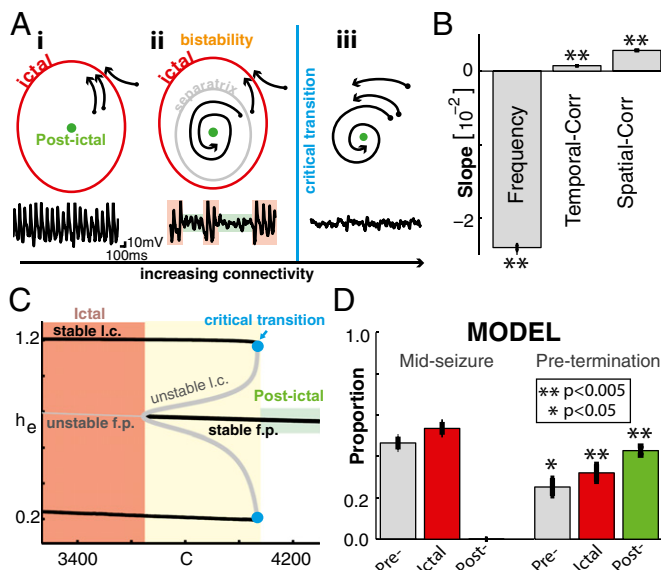 A
i
ii
iii
bistability
ictal
ictal
separatrix
Post-ictal
critical transition
10mV
100ms
increasing connectivity
B
**
**
0
-2
Slope [10-2]
Frequency
Temporal-Corr
Spatial-Corr
**
C
Ictal
critical transition
1.2
stable l.c.
unstable l.c.
Post-ictal
he
unstable f.p.
stable f.p.
0.2
3400
C
4200
D
MODEL
1.0
Mid-seizure
Pre-termination
** p<0.005
* p<0.05
Proportion
0.2
0.0
*
**
**
Pre-
Ictal
Post-
Pre-
Ictal
Post-